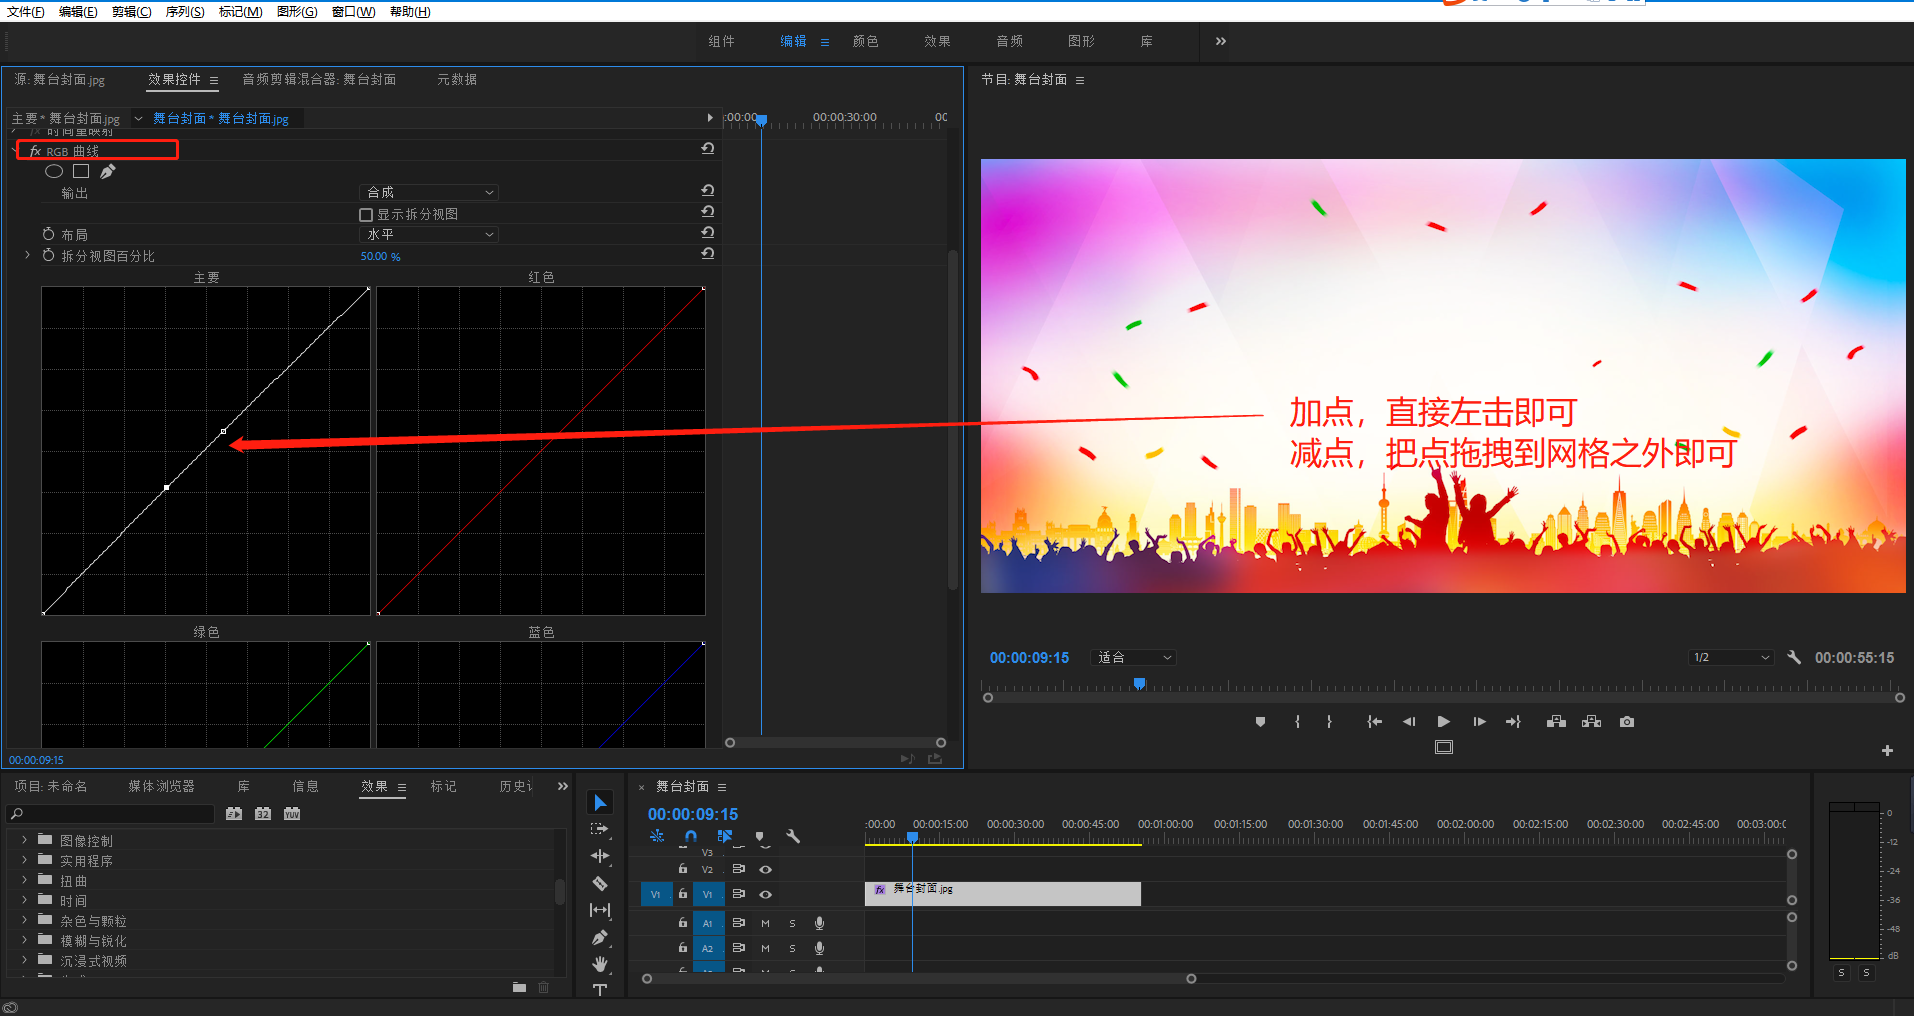 文件(F) 编辑(E) 剪辑(C) 序列(S) 标记(M) 图形(G) 窗口(W) 帮助(H)
组件 编辑 颜色 效果 音频 图形 库
源: 舞台封面.jpg 效果控件 音频剪辑混合器: 舞台封面 元数据
节目: 舞台封面
主要 * 舞台封面.jpg 舞台封面 * 舞台封面.jpg
:00:00 00:00:30:00 00
fx 时间重映射
fx RGB 曲线
输出 合成
显示拆分视图
布局 水平
拆分视图百分比 50.00 %
主要 红色
绿色 蓝色
加点，直接左击即可
减点，把点拖拽到网格之外即可
00:00:09:15 适合 1/2 00:00:55:15
00:00:09:15
项目: 未命名 媒体浏览器 库 信息 效果 标记 历史记
32 YUV
图像控制
实用程序
扭曲
时间
杂色与颗粒
模糊与锐化
沉浸式视频
× 舞台封面
00:00:09:15
:00:00 00:00:15:00 00:00:30:00 00:00:45:00 00:01:00:00 00:01:15:00 00:01:30:00 00:01:45:00 00:02:00:00 00:02:15:00 00:02:30:00 00:02:45:00 00:03:00:0
V3
V2
V1 V1 fx 舞台封面.jpg
A1 M S
A2 M S
0
-12
-24
-36
-48
dB
S S